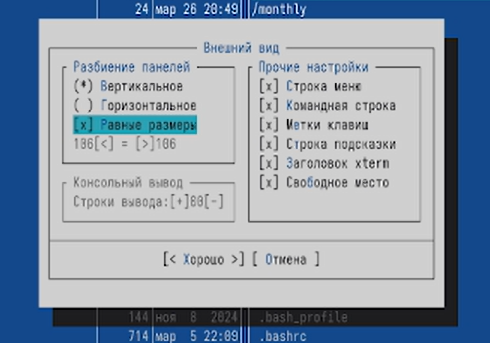 24 мар 26 20:49 /monthly
Внешний вид
Разбиение панелей
(*) Вертикальное
( ) Горизонтальное
[x] Равные размеры
106[<] = [>]106
Консольный вывод
Строки вывода:[+]00[-]
Прочие настройки
[x] Строка меню
[x] Командная строка
[x] Метки клавиш
[x] Строка подсказки
[x] Заголовок xterm
[x] Свободное место
[< Хорошо >] [ Отмена ]
144 ноя 8 2024 .bash_profile
714 мар 5 22:09 .bashrc